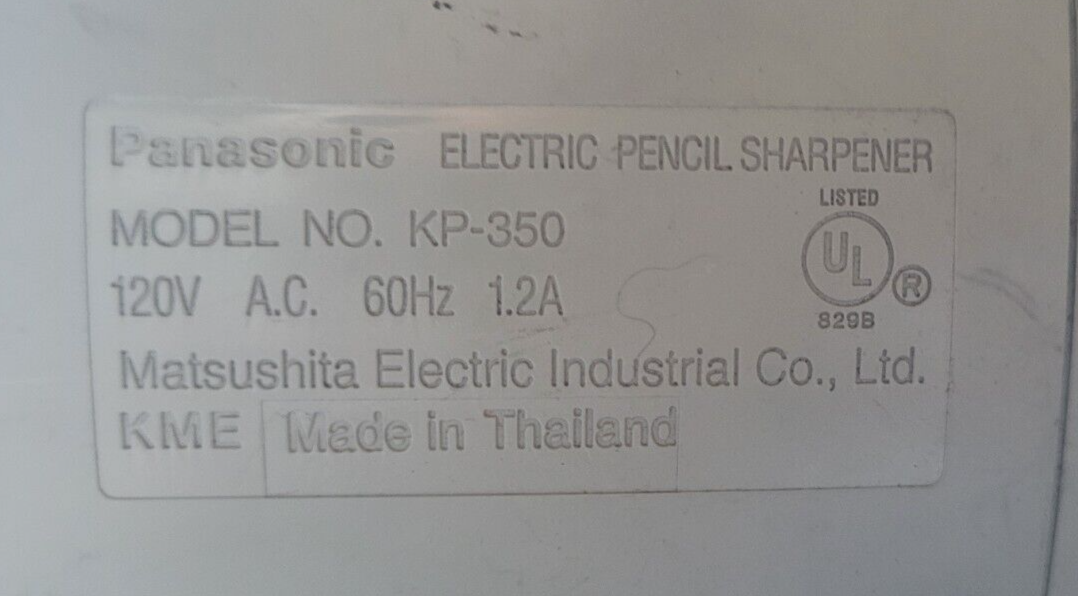 Panasonic ELECTRIC PENCIL SHARPENER
MODEL NO. KP-350
LISTED
UL
®
120V A.C. 60Hz 1.2A
829B
Matsushita Electric Industrial Co., Ltd.
KME Made in Thailand